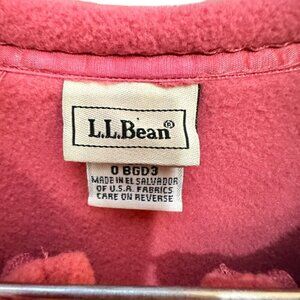 L.L.Bean®
0 BGD3
MADE IN EL SALVADOR
OF U.S.A. FABRICS
CARE ON REVERSE